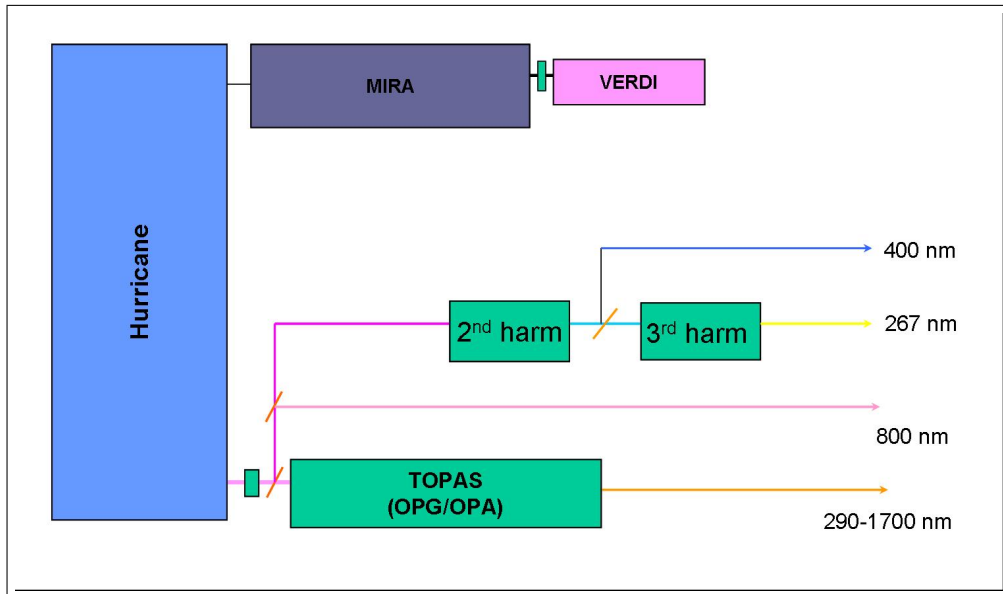 MIRA
VERDI
Hurricane
400 nm
2nd harm
3rd harm
267 nm
800 nm
TOPAS
(OPG/OPA)
290-1700 nm